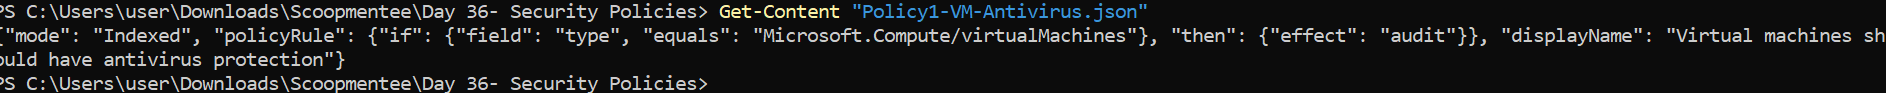 PS C:\Users\user\Downloads\Scoopmentee\Day 36- Security Policies> Get-Content "Policy1-VM-Antivirus.json"
{"mode": "Indexed", "policyRule": {"if": {"field": "type", "equals": "Microsoft.Compute/virtualMachines"}, "then": {"effect": "audit"}}, "displayName": "Virtual machines sh
ould have antivirus protection"}
PS C:\Users\user\Downloads\Scoopmentee\Day 36- Security Policies>